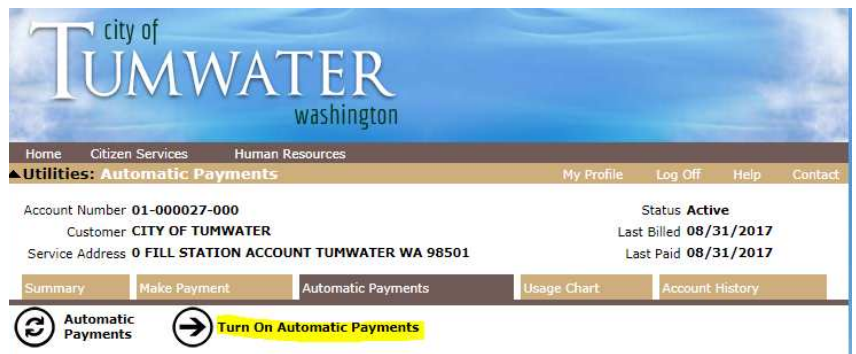 city of
TUMWATER
washington
Home Citizen Services Human Resources
Utilities: Automatic Payments My Profile Log Off Help Contact
Account Number 01-000027-000 Status Active
Customer CITY OF TUMWATER Last Billed 08/31/2017
Service Address 0 FILL STATION ACCOUNT TUMWATER WA 98501 Last Paid 08/31/2017
Summary Make Payment Automatic Payments Usage Chart Account History
Automatic
Payments
Turn On Automatic Payments